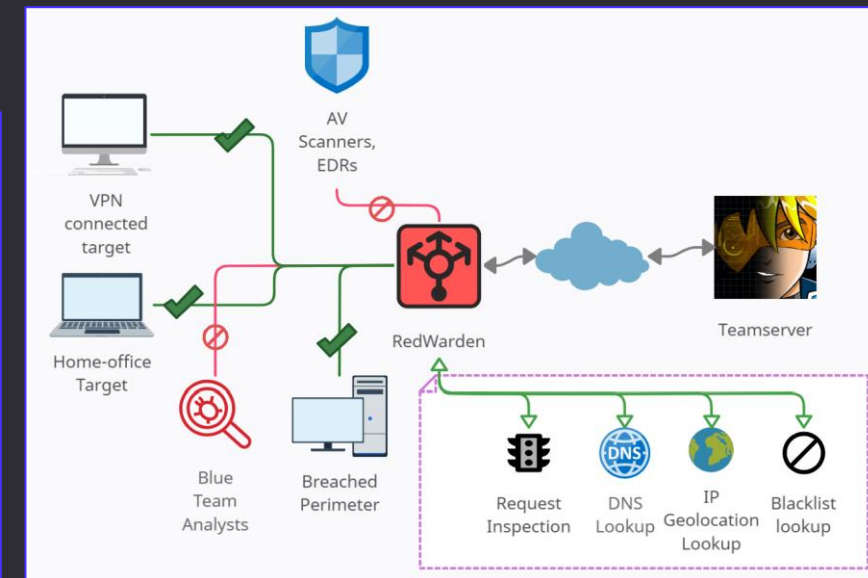 AV
Scanners,
EDRs
VPN
connected
target
RedWarden
Teamserver
Home-office
Target
Blue
Team
Analysts
Breached
Perimeter
Request
Inspection
DNS
DNS
Lookup
IP
Geolocation
Lookup
Blacklist
lookup